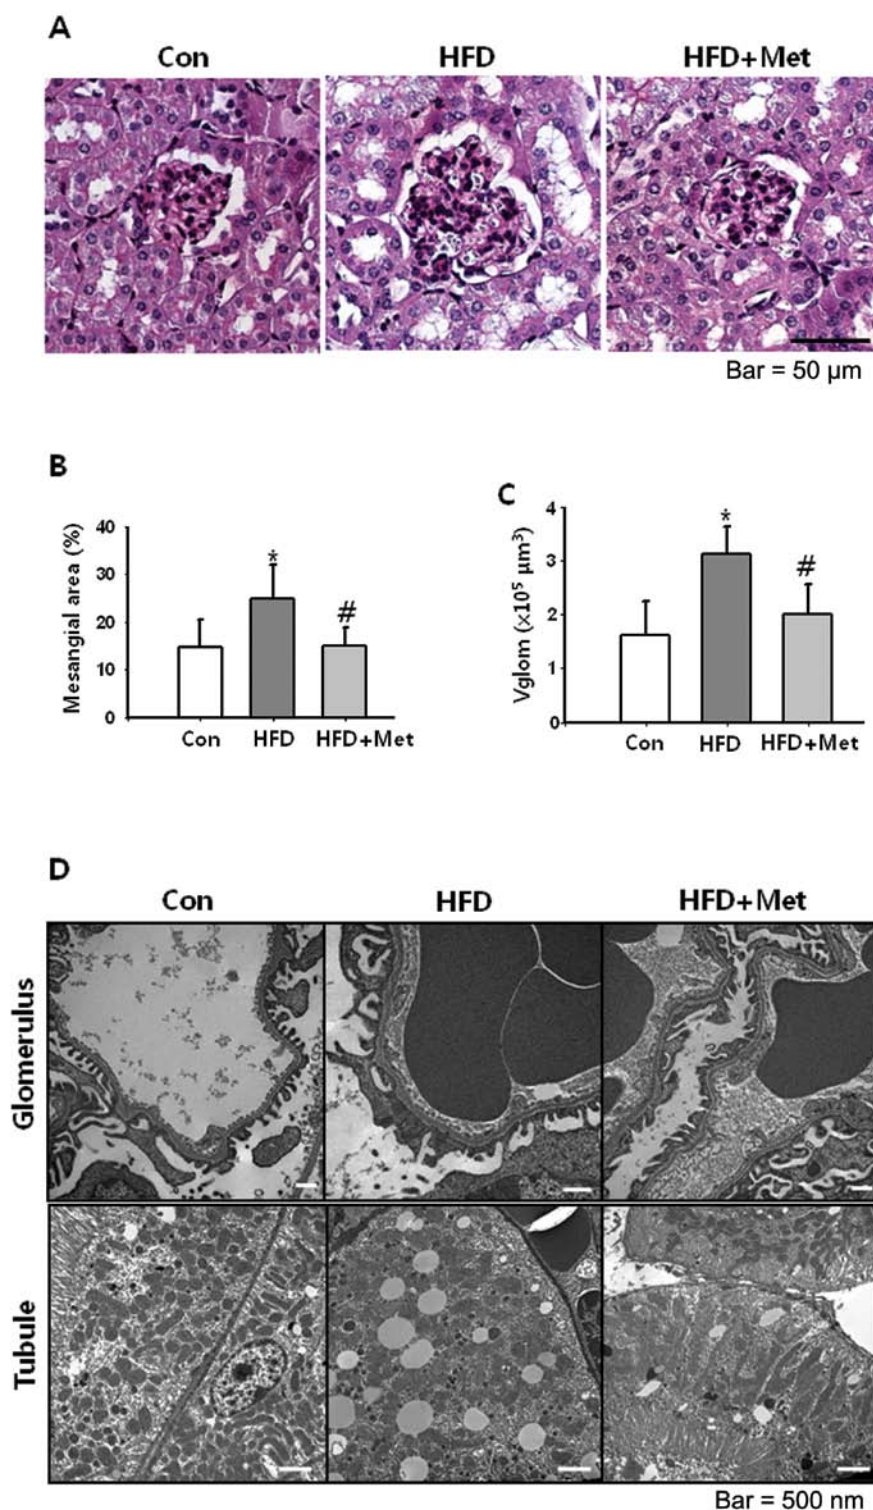 A
Con HFD HFD+Met
Bar = 50 µm
B
Mesangial area (%)
40
30
20
10
0
*
#
Con HFD HFD+Met
C
Vglom (×10⁵ µm³)
4
3
2
1
0
*
#
Con HFD HFD+Met
D
Con HFD HFD+Met
Glomerulus
Tubule
Bar = 500 nm